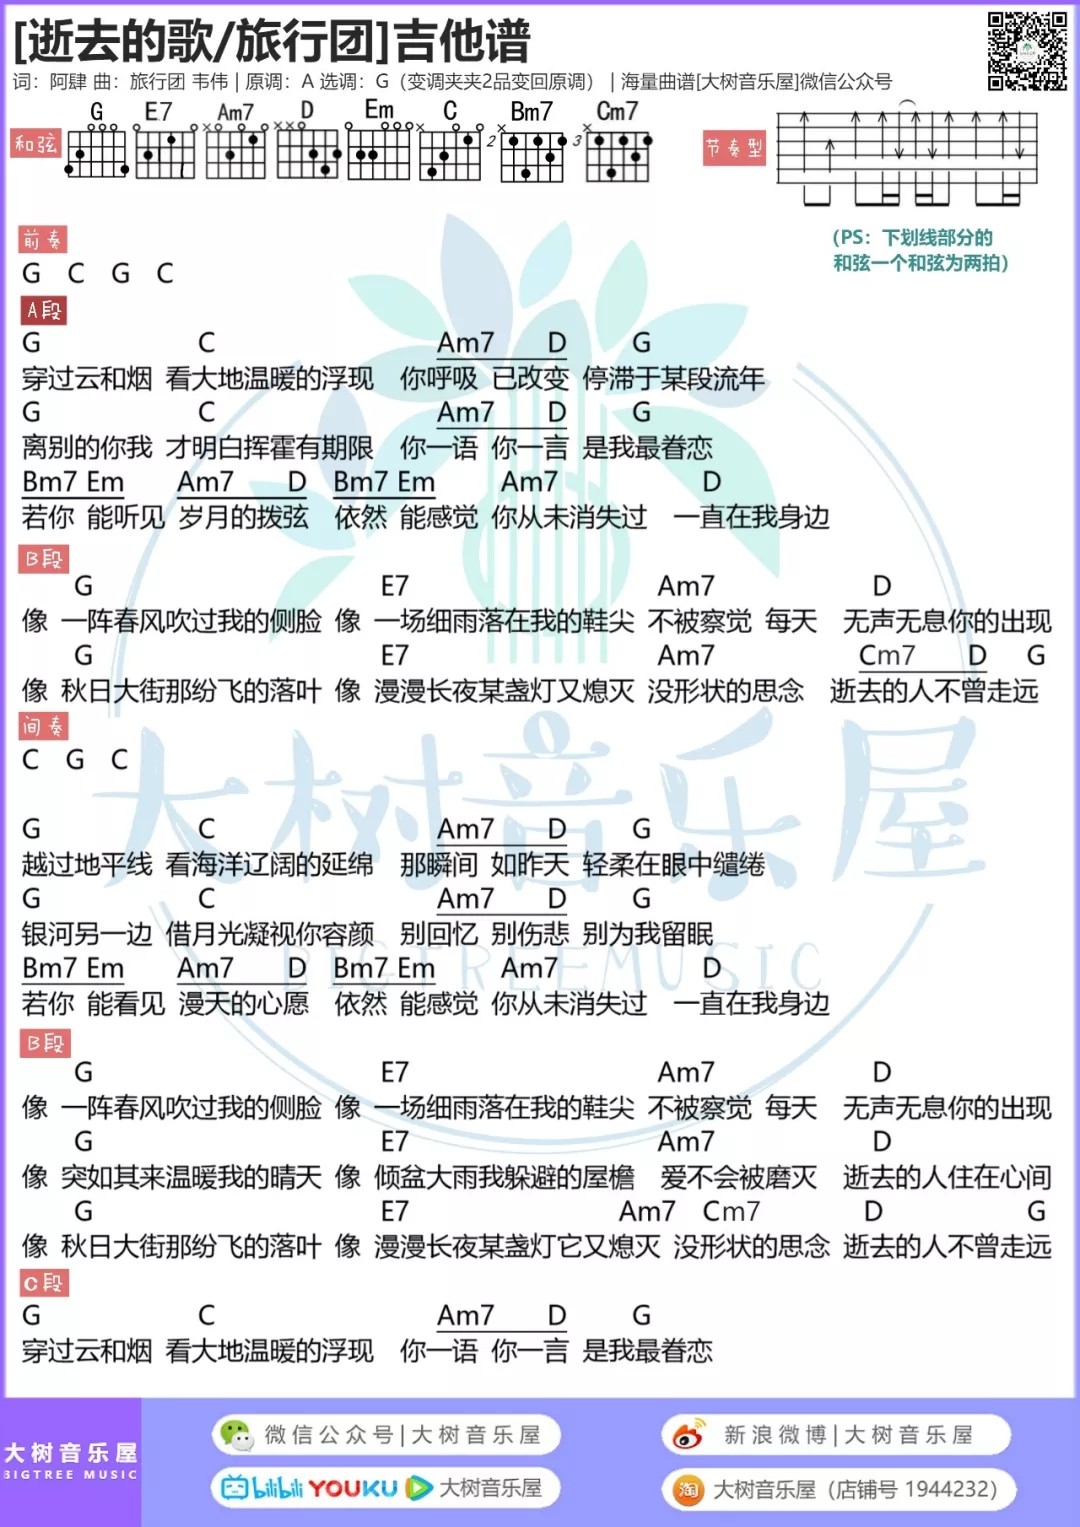 [逝去的歌/旅行团]吉他谱
词：阿肆 曲：旅行团 韦伟 | 原调：A 选调：G（变调夹夹2品变回原调） | 海量曲谱[大树音乐屋]微信公众号
和弦 G E7 Am7 D Em C Bm7 Cm7 节奏型
2 3
（PS：下划线部分的
和弦一个和弦为两拍）
前奏
G C G C
A段
G C Am7 D G
穿过云和烟 看大地温暖的浮现 你呼吸 已改变 停滞于某段流年
G C Am7 D G
离别的你我 才明白挥霍有期限 你一语 你一言 是我最眷恋
Bm7 Em Am7 D Bm7 Em Am7 D
若你 能听见 岁月的拨弦 依然 能感觉 你从未消失过 一直在我身边
B段
G E7 Am7 D
像 一阵春风吹过我的侧脸 像 一场细雨落在我的鞋尖 不被察觉 每天 无声无息你的出现
G E7 Am7 Cm7 D G
像 秋日大街那纷飞的落叶 像 漫漫长夜某盏灯又熄灭 没形状的思念 逝去的人不曾走远
间奏
C G C
G C Am7 D G
越过地平线 看海洋辽阔的延绵 那瞬间 如昨天 轻柔在眼中缱绻
G C Am7 D G
银河另一边 借月光凝视你容颜 别回忆 别伤悲 别为我留眠
Bm7 Em Am7 D Bm7 Em Am7 D
若你 能看见 漫天的心愿 依然 能感觉 你从未消失过 一直在我身边
B段
G E7 Am7 D
像 一阵春风吹过我的侧脸 像 一场细雨落在我的鞋尖 不被察觉 每天 无声无息你的出现
G E7 Am7 D
像 突如其来温暖我的晴天 像 倾盆大雨我躲避的屋檐 爱不会被磨灭 逝去的人住在心间
G E7 Am7 Cm7 D G
像 秋日大街那纷飞的落叶 像 漫漫长夜某盏灯它又熄灭 没形状的思念 逝去的人不曾走远
C段
G C Am7 D G
穿过云和烟 看大地温暖的浮现 你一语 你一言 是我最眷恋
大树音乐屋
BIGTREEMUSIC
大树音乐屋
BIGTREE MUSIC
微信公众号|大树音乐屋
新浪微博|大树音乐屋
bilibili YOUKU 大树音乐屋
淘 大树音乐屋（店铺号 1944232）